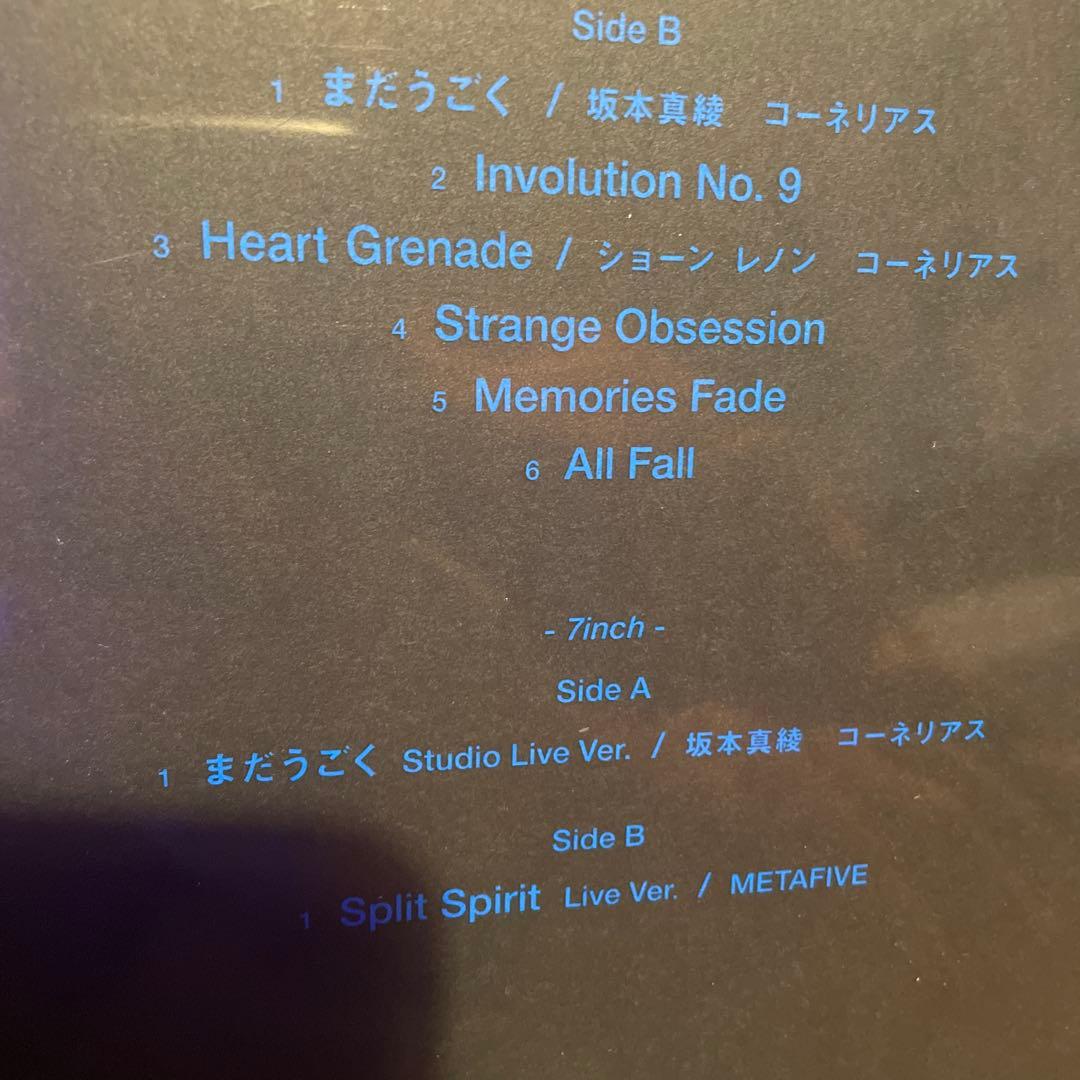 Side B
1 まだうごく / 坂本真綾 コーネリアス
2 Involution No. 9
3 Heart Grenade / ショーン レノン コーネリアス
4 Strange Obsession
5 Memories Fade
6 All Fall
- 7inch -
Side A
1 まだうごく Studio Live Ver. / 坂本真綾 コーネリアス
Side B
1 Split Spirit Live Ver. / METAFIVE